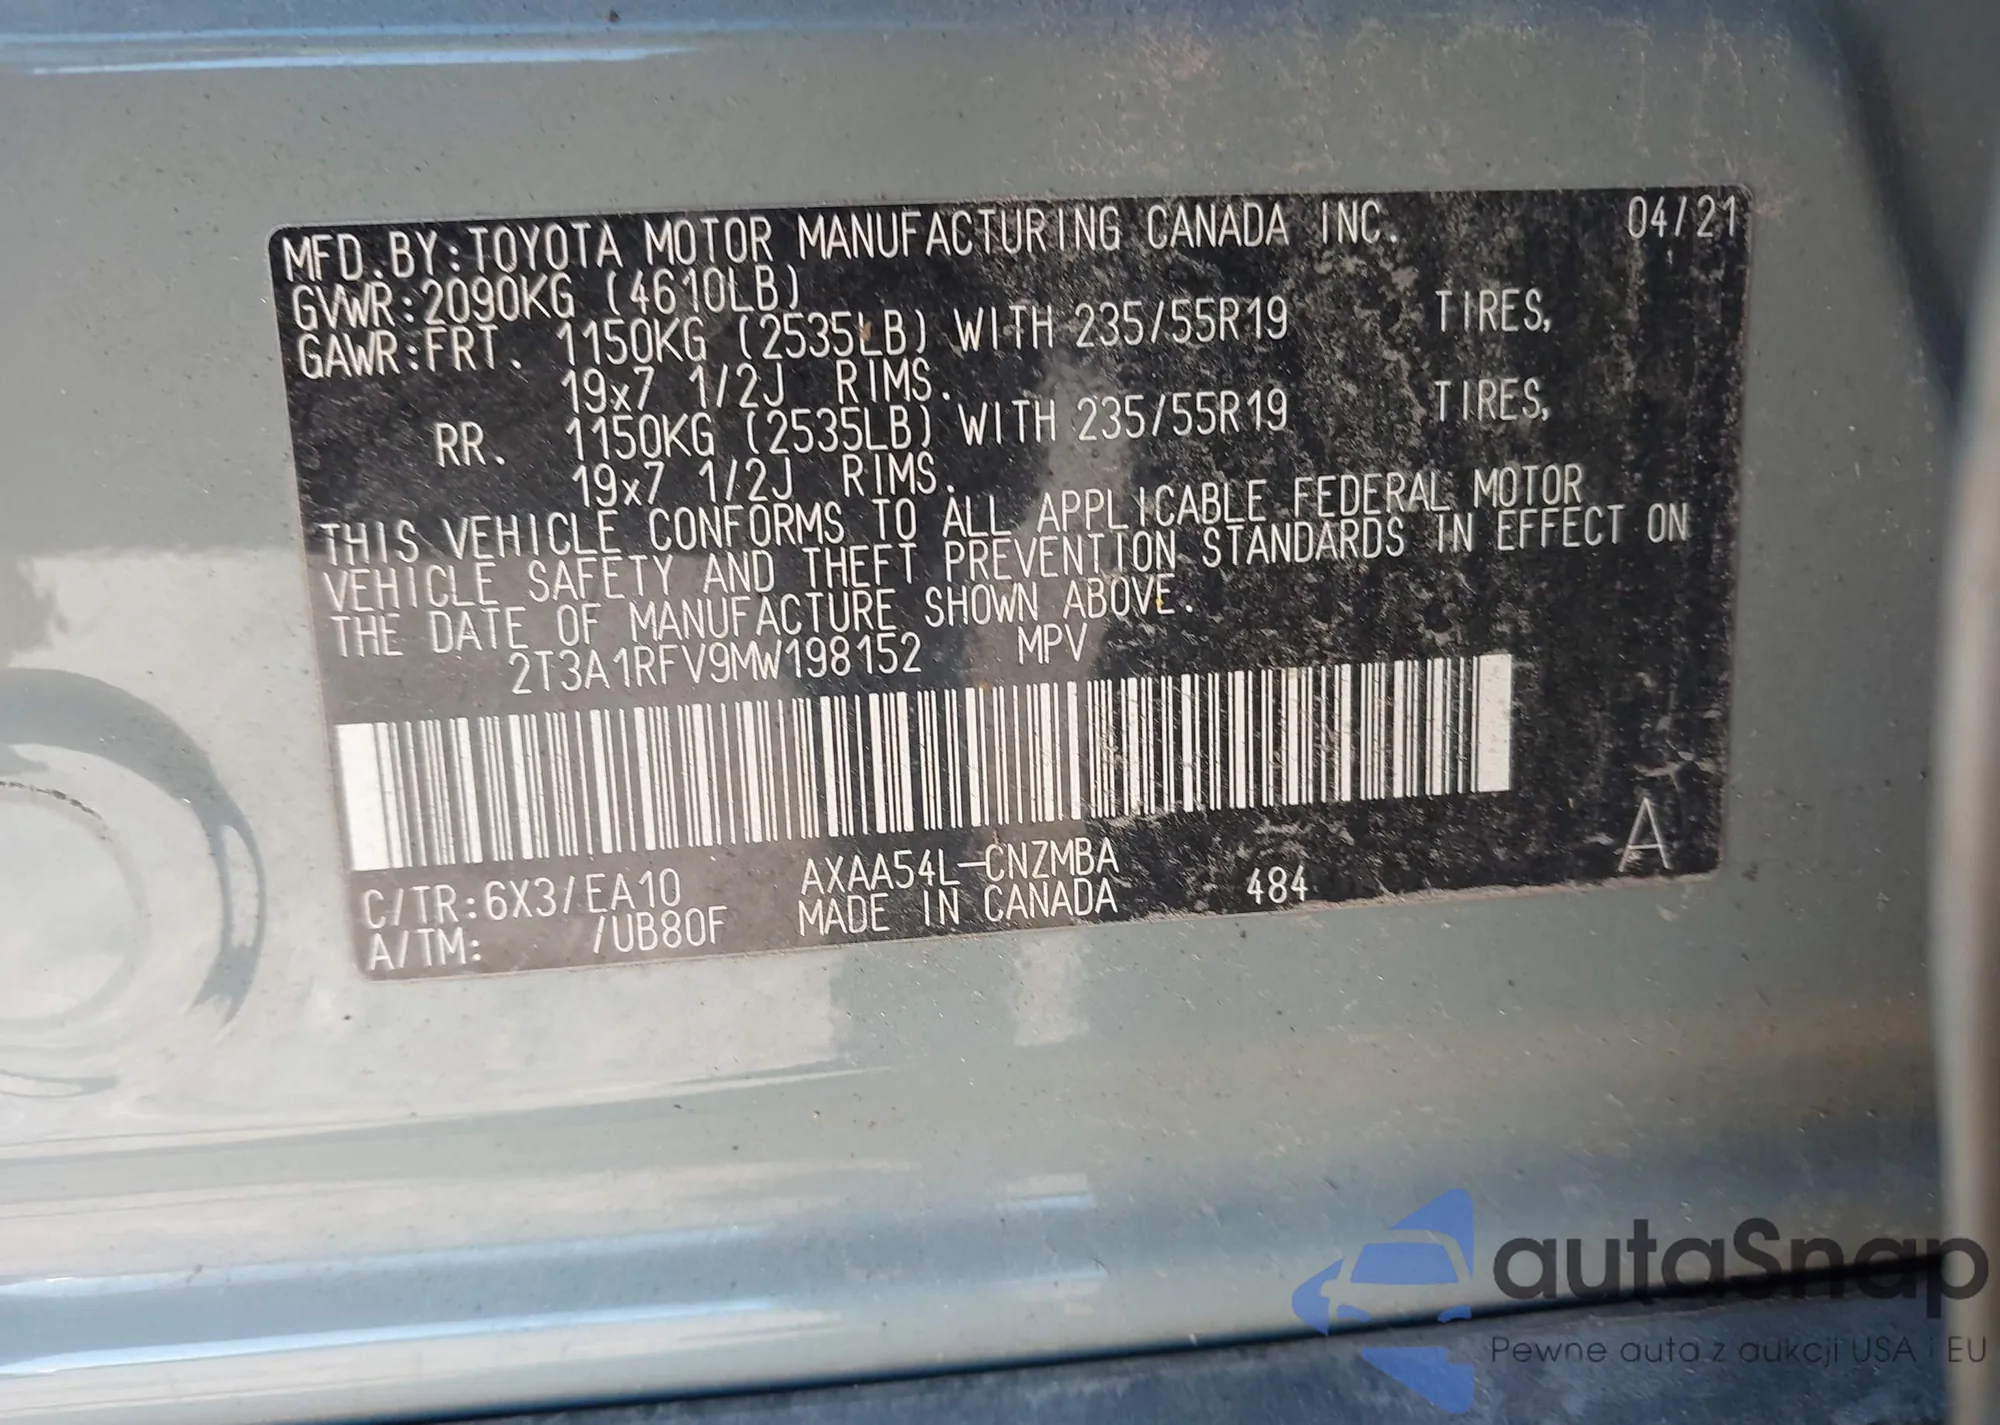 MFD.BY:TOYOTA MOTOR MANUFACTURING CANADA INC. 04/21
GVWR:2090KG (4610LB)
GAWR:FRT. 1150KG (2535LB) WITH 235/55R19 TIRES,
19x7 1/2J RIMS.
RR. 1150KG (2535LB) WITH 235/55R19 TIRES,
19x7 1/2J RIMS.
THIS VEHICLE CONFORMS TO ALL APPLICABLE FEDERAL MOTOR
VEHICLE SAFETY AND THEFT PREVENTION STANDARDS IN EFFECT ON
THE DATE OF MANUFACTURE SHOWN ABOVE.
2T3A1RFV9MW198152 MPV
C/TR:6X3/EA10 AXAA54L-CNZMBA 484 A
A/TM: /UB80F MADE IN CANADA
autaSnap
Pewne auta z aukcji USA i EU